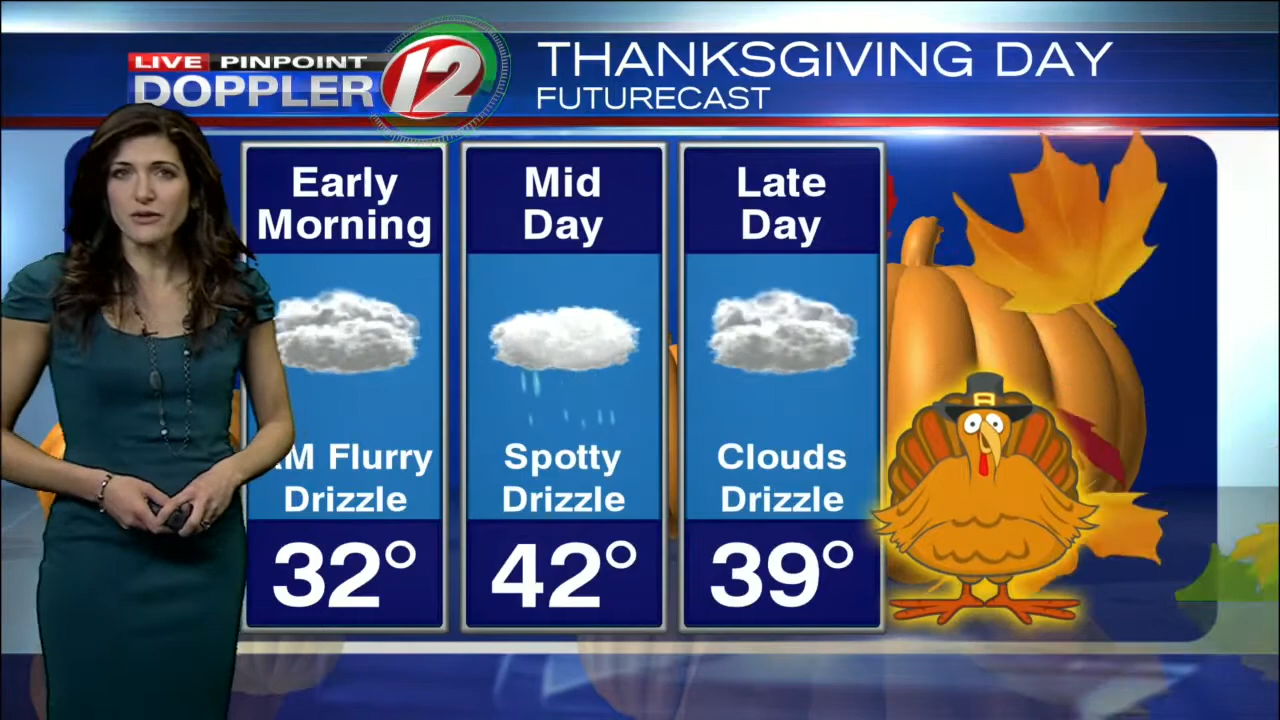 LIVE PINPOINT
DOPPLER 12
THANKSGIVING DAY
FUTURECAST
Early
Morning
M Flurry
Drizzle
32°
Mid
Day
Spotty
Drizzle
42°
Late
Day
Clouds
Drizzle
39°